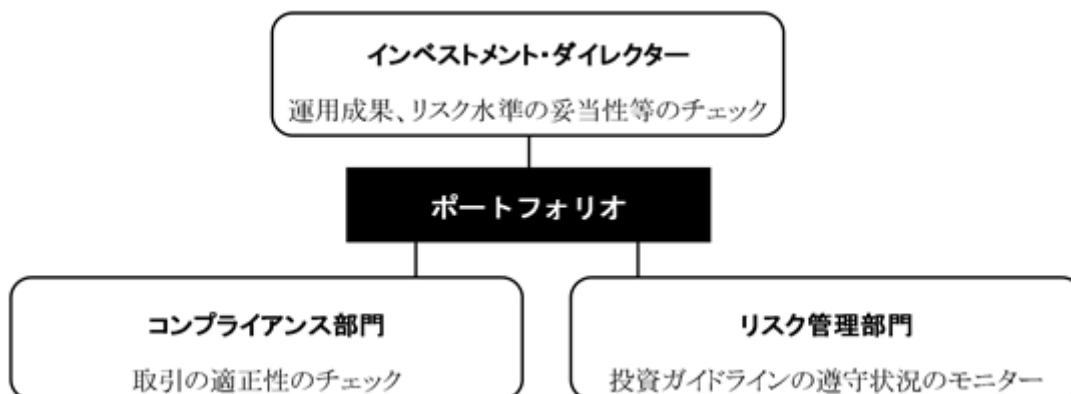 インベストメント・ダイレクター
運用成果、リスク水準の妥当性等のチェック
ポートフォリオ
コンプライアンス部門
取引の適正性のチェック
リスク管理部門
投資ガイドラインの遵守状況のモニター